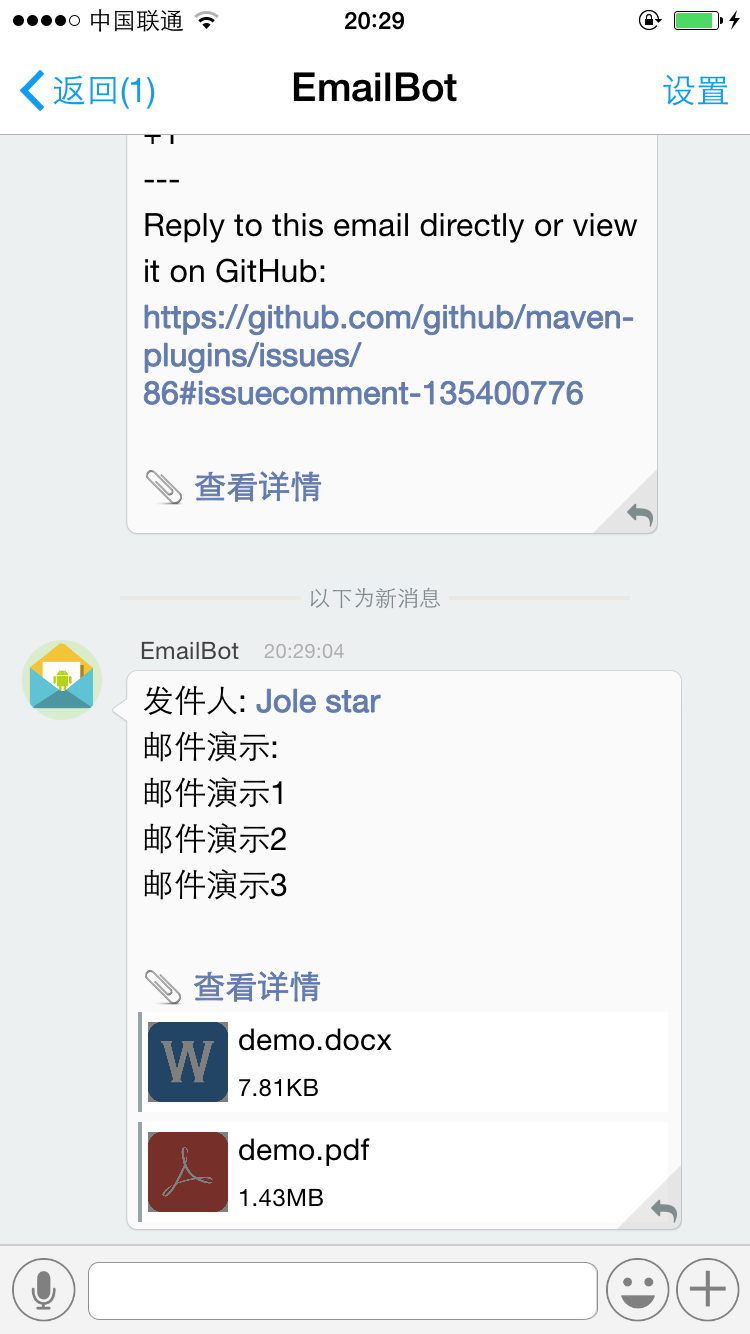 中国联通
20:29
返回(1)
EmailBot
设置
+1
---
Reply to this email directly or view
it on GitHub:
https://github.com/github/maven-
plugins/issues/
86#issuecomment-135400776
查看详情
以下为新消息
EmailBot 20:29:04
发件人: Jole star
邮件演示:
邮件演示1
邮件演示2
邮件演示3
查看详情
W
demo.docx
7.81KB
demo.pdf
1.43MB